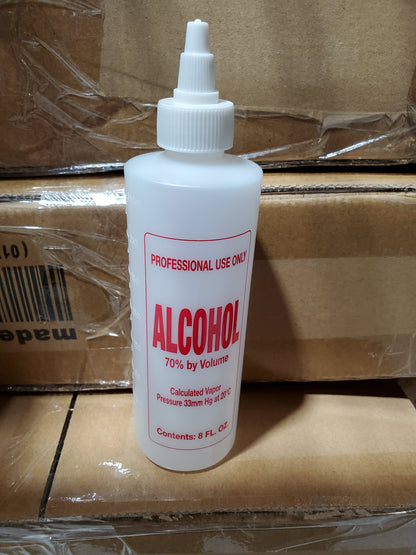 PROFESSIONAL USE ONLY
ALCOHOL
70% by Volume
Calculated Vapor
Pressure 33mm Hg at 20°C
Contents: 8 FL. OZ.
made